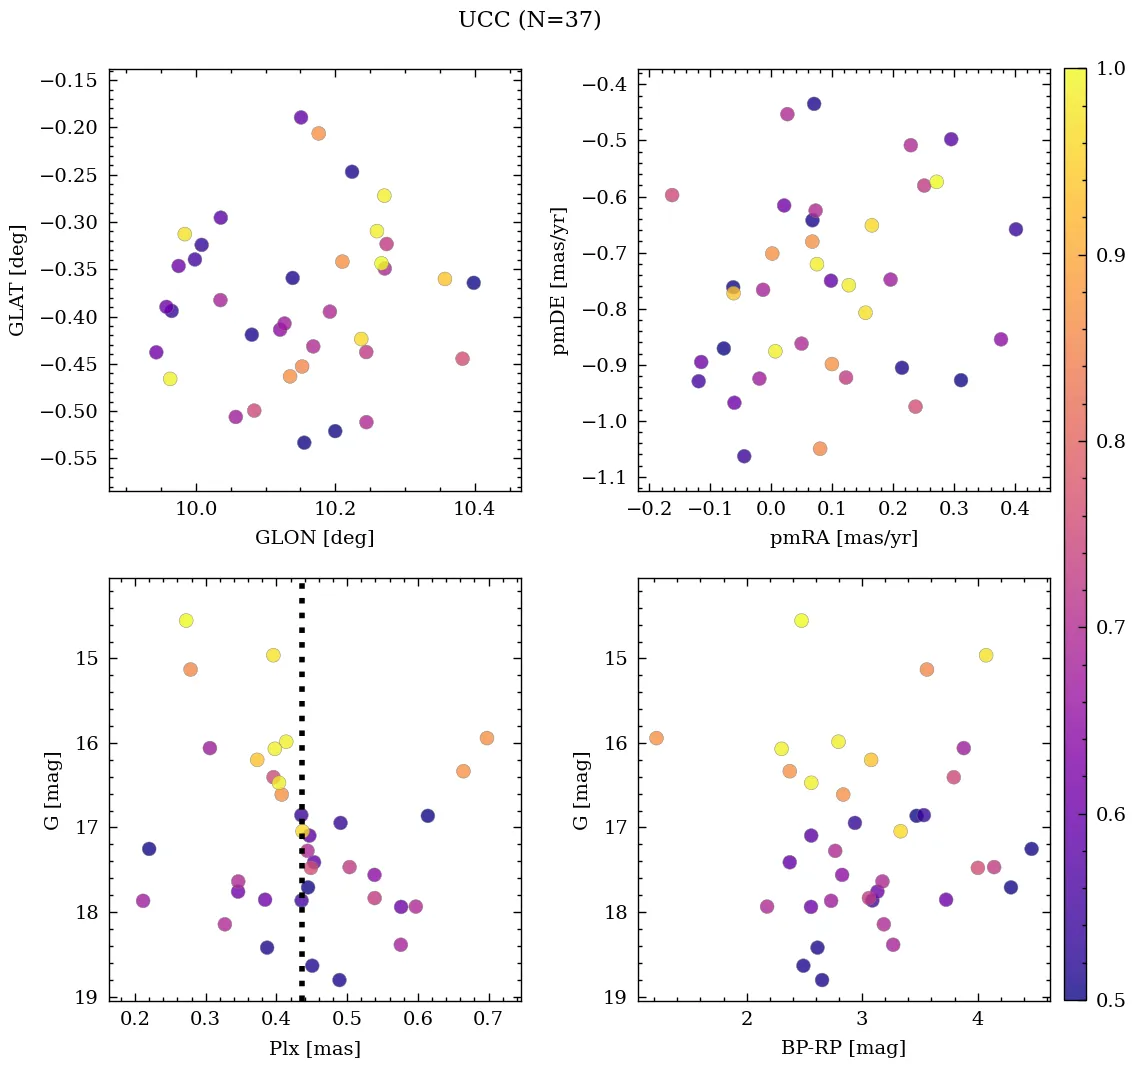 UCC (N=37)
−0.15
−0.20
−0.25
−0.30
−0.35
−0.40
−0.45
−0.50
−0.55
GLAT [deg]
10.0 10.2 10.4
GLON [deg]
−0.4
−0.5
−0.6
−0.7
−0.8
−0.9
−1.0
−1.1
pmDE [mas/yr]
−0.2 −0.1 0.0 0.1 0.2 0.3 0.4
pmRA [mas/yr]
15
16
17
18
19
G [mag]
0.2 0.3 0.4 0.5 0.6 0.7
Plx [mas]
15
16
17
18
19
G [mag]
2 3 4
BP-RP [mag]
1.0
0.9
0.8
0.7
0.6
0.5